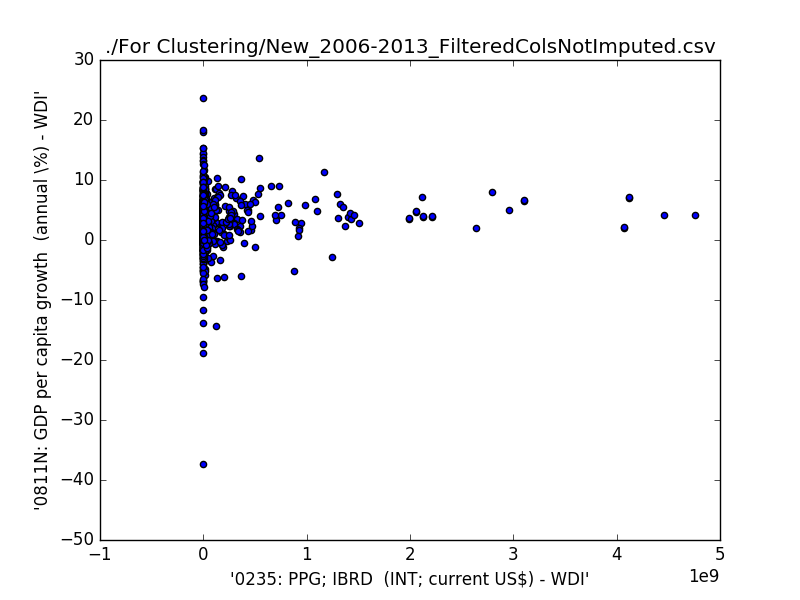 ./For Clustering/New_2006-2013_FilteredColsNotImputed.csv
30
20
10
0
−10
−20
−30
−40
−50
'0811N: GDP per capita growth  (annual \%) - WDI'
−1 0 1 2 3 4 5
1e9
'0235: PPG; IBRD  (INT; current US$) - WDI'